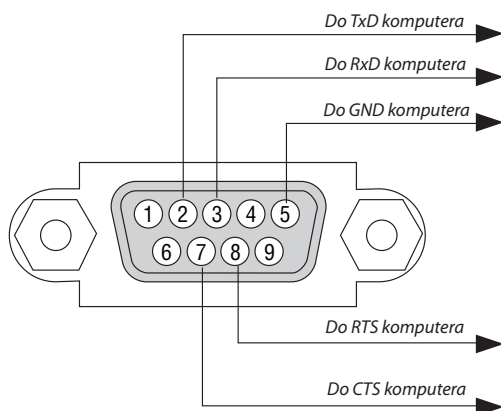 Do TxD komputera
Do RxD komputera
Do GND komputera
1 2 3 4 5
6 7 8 9
Do RTS komputera
Do CTS komputera